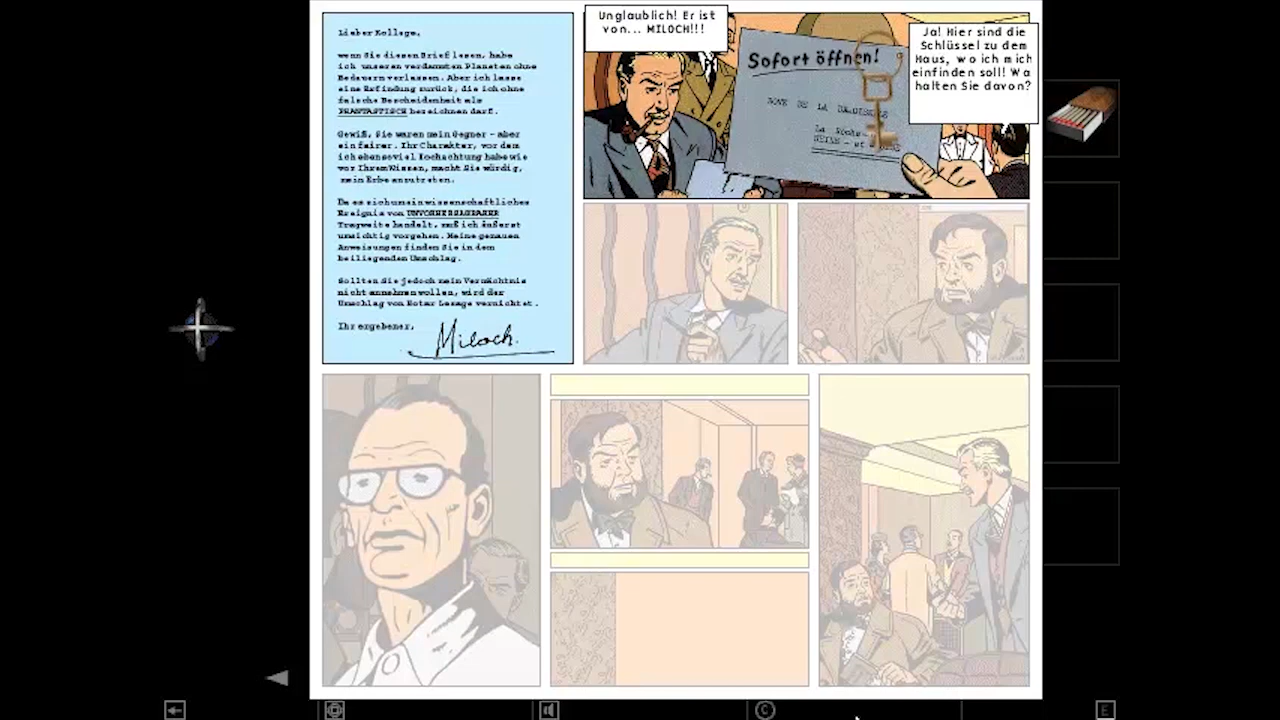 Lieber Kollege,
wenn Sie diesen Brief lesen, habe
ich unseren verdammten Planeten ohne
Bedauern verlassen. Aber ich lasse
eine Erfindung zurück, die ich ohne
falsche Bescheidenheit als
PHANTASTISCH bezeichnen darf.
Gewiß, Sie waren mein Gegner - aber
ein fairer. Ihr Charakter, vor dem
ich ebensoviel Hochachtung habe wie
vor Ihrem Wissen, macht Sie würdig,
mein Erbe anzutreten.
Da es sich um ein wissenschaftliches
Ereignis von UNVORHERSAGBARER
Tragweite handelt, muß ich äußerst
umsichtig vorgehen. Meine genauen
Anweisungen finden Sie in dem
beiliegenden Umschlag.
Sollten Sie jedoch mein Vermächtnis
nicht annehmen wollen, wird der
Umschlag von Notar Lesage vernichtet.
Ihr ergebener,
Miloch.
Unglaublich! Er ist
von... MILOCH!!!
Sofort öffnen!
DE LA
La Roche-
Ja! Hier sind die
Schlüssel zu dem
Haus, wo ich mich
einfinden soll! Wa
halten Sie davon?
C
E